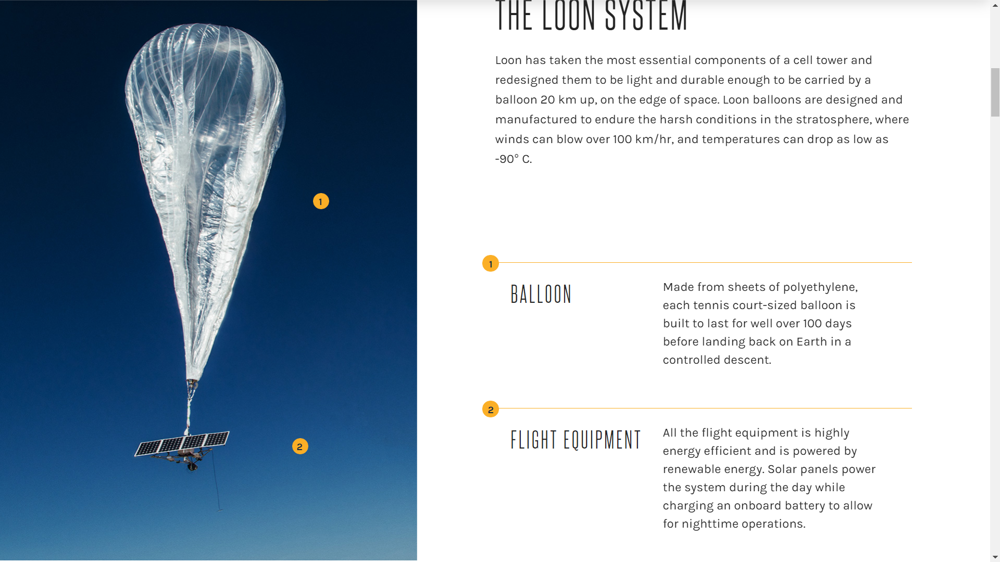 THE LOON SYSTEM
Loon has taken the most essential components of a cell tower and
redesigned them to be light and durable enough to be carried by a
balloon 20 km up, on the edge of space. Loon balloons are designed and
manufactured to endure the harsh conditions in the stratosphere, where
winds can blow over 100 km/hr, and temperatures can drop as low as
-90° C.
1
1
BALLOON
Made from sheets of polyethylene,
each tennis court-sized balloon is
built to last for well over 100 days
before landing back on Earth in a
controlled descent.
2
2
FLIGHT EQUIPMENT
All the flight equipment is highly
energy efficient and is powered by
renewable energy. Solar panels power
the system during the day while
charging an onboard battery to allow
for nighttime operations.